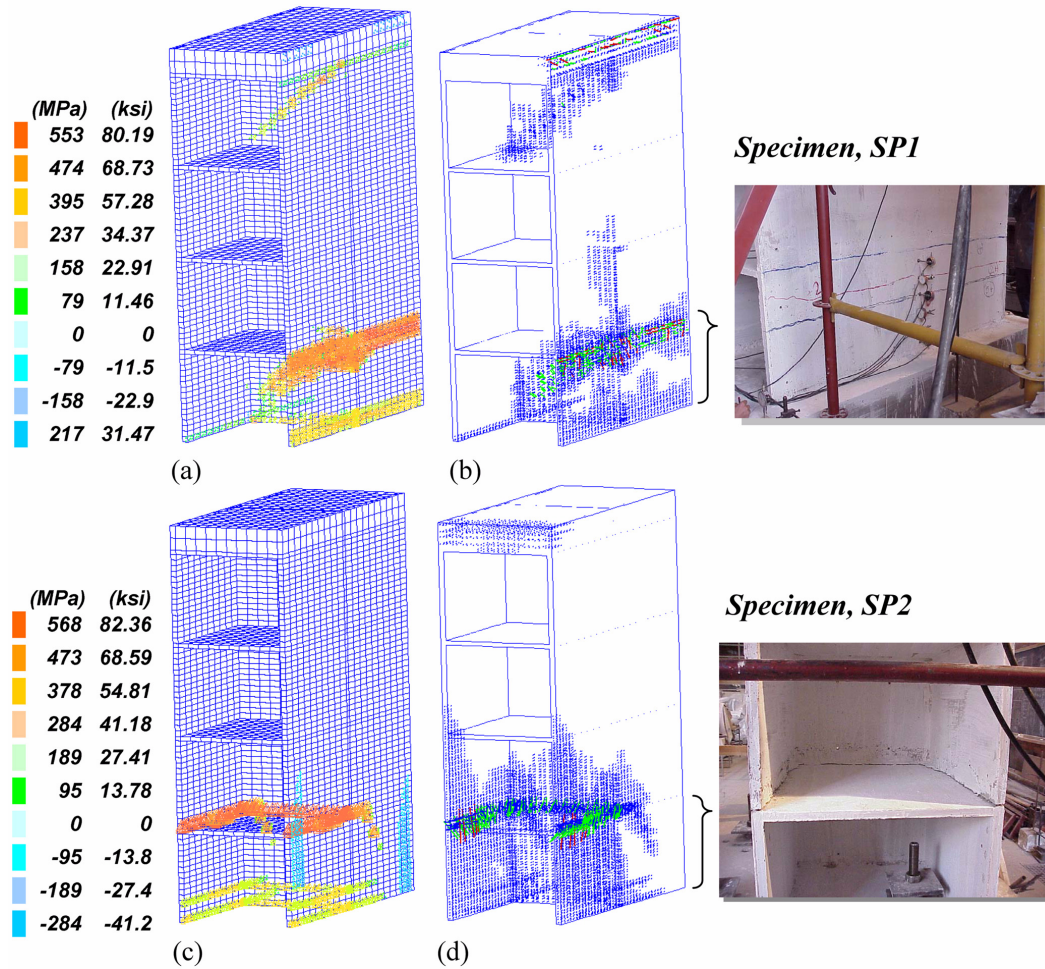 (MPa) (ksi)
553 80.19
474 68.73
395 57.28
237 34.37
158 22.91
79 11.46
0 0
-79 -11.5
-158 -22.9
217 31.47
(a)
(b)
Specimen, SP1
(MPa) (ksi)
568 82.36
473 68.59
378 54.81
284 41.18
189 27.41
95 13.78
0 0
-95 -13.8
-189 -27.4
-284 -41.2
(c)
(d)
Specimen, SP2